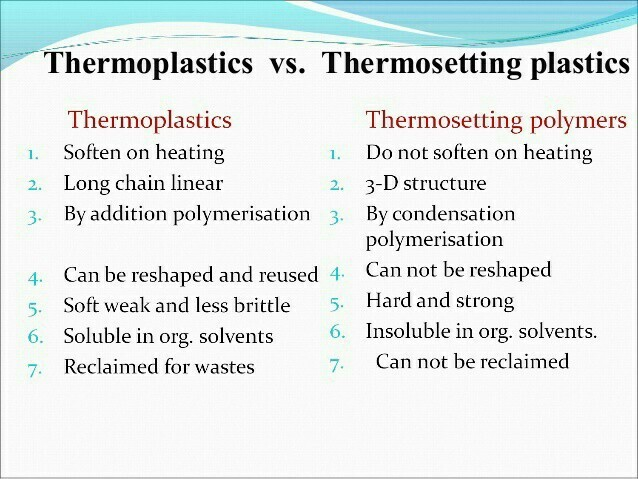 Thermoplastics vs. Thermosetting plastics
Thermoplastics
1. Soften on heating
2. Long chain linear
3. By addition polymerisation
4. Can be reshaped and reused
5. Soft weak and less brittle
6. Soluble in org. solvents
7. Reclaimed for wastes
Thermosetting polymers
1. Do not soften on heating
2. 3-D structure
3. By condensation
polymerisation
4. Can not be reshaped
5. Hard and strong
6. Insoluble in org. solvents.
7. Can not be reclaimed